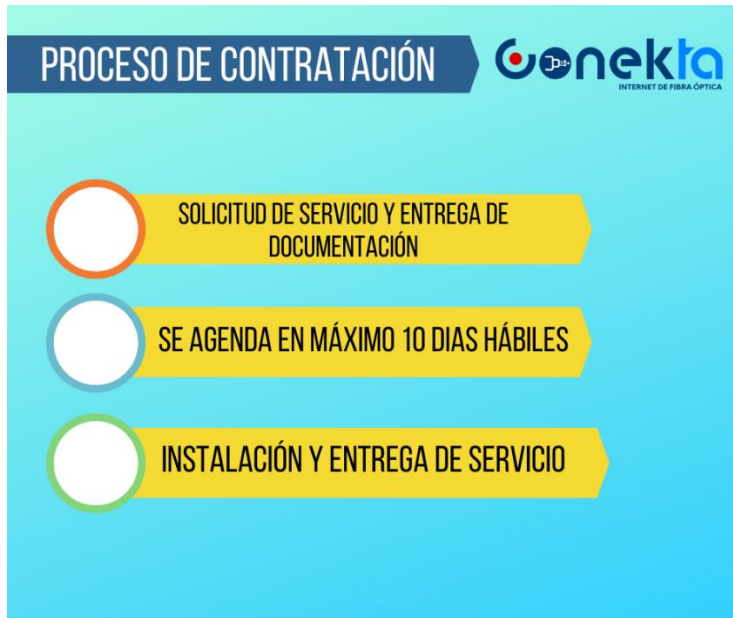 PROCESO DE CONTRATACIÓN
Conekta
INTERNET DE FIBRA ÓPTICA
SOLICITUD DE SERVICIO Y ENTREGA DE
DOCUMENTACIÓN
SE AGENDA EN MÁXIMO 10 DIAS HÁBILES
INSTALACIÓN Y ENTREGA DE SERVICIO